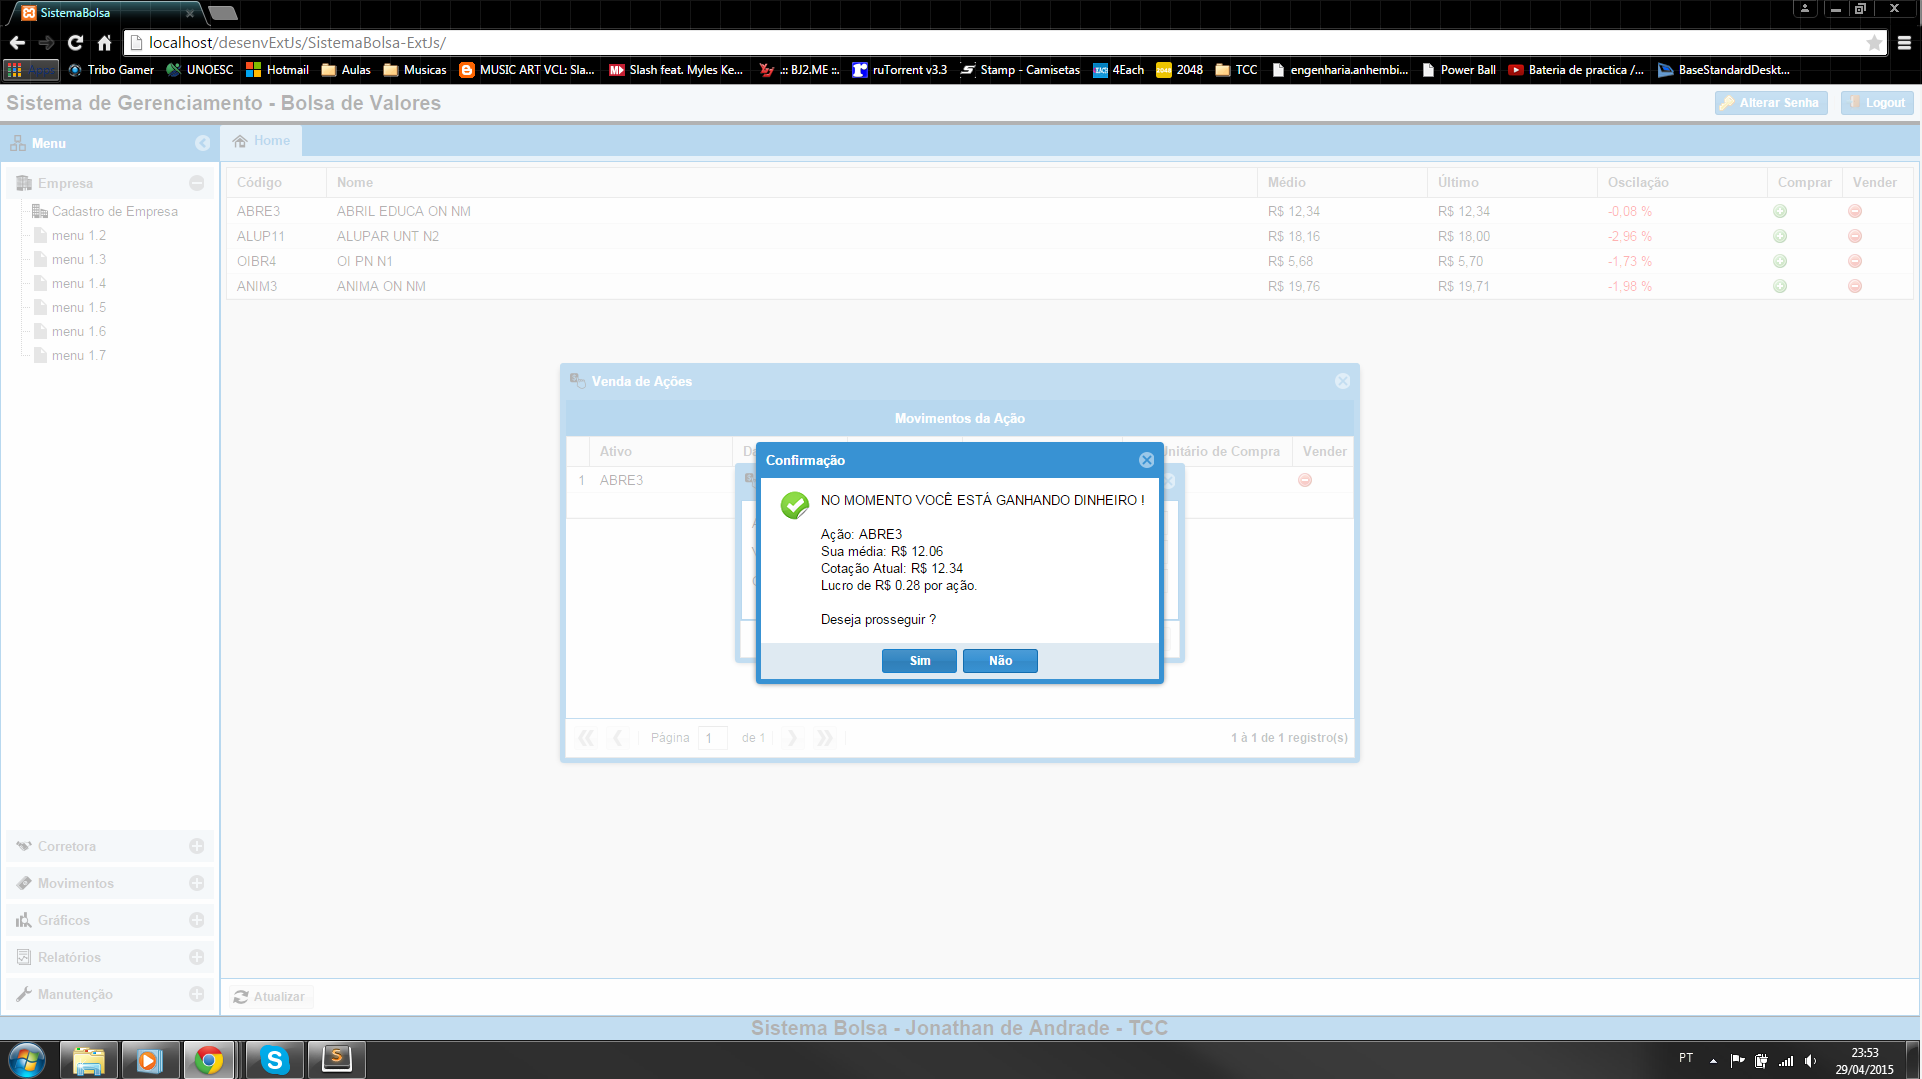 SistemaBolsa
localhost/desenvExtJs/SistemaBolsa-ExtJs/
Apps Tribo Gamer UNOESC Hotmail Aulas Musicas MUSIC ART VCL: Sla... Slash feat. Myles Ke... .:: BJ2.ME ::. ruTorrent v3.3 Stamp - Camisetas 4Each 2048 TCC engenharia.anhembi... Power Ball Bateria de practica /... BaseStandardDeskt...
Sistema de Gerenciamento - Bolsa de Valores
Alterar Senha Logout
Menu
Home
Empresa
Cadastro de Empresa
menu 1.2
menu 1.3
menu 1.4
menu 1.5
menu 1.6
menu 1.7
Corretora
Movimentos
Gráficos
Relatórios
Manutenção
Código Nome Médio Último Oscilação Comprar Vender
ABRE3 ABRIL EDUCA ON NM R$ 12,34 R$ 12,34 -0,08 %
ALUP11 ALUPAR UNT N2 R$ 18,16 R$ 18,00 -2,96 %
OIBR4 OI PN N1 R$ 5,68 R$ 5,70 -1,73 %
ANIM3 ANIMA ON NM R$ 19,76 R$ 19,71 -1,98 %
Venda de Ações
Movimentos da Ação
Ativo Unitário de Compra Vender
1 ABRE3
Confirmação
NO MOMENTO VOCÊ ESTÁ GANHANDO DINHEIRO !
Ação: ABRE3
Sua média: R$ 12.06
Cotação Atual: R$ 12.34
Lucro de R$ 0.28 por ação.
Deseja prosseguir ?
Sim Não
Página 1 de 1
1 à 1 de 1 registro(s)
Atualizar
Sistema Bolsa - Jonathan de Andrade - TCC
PT
23:53
29/04/2015